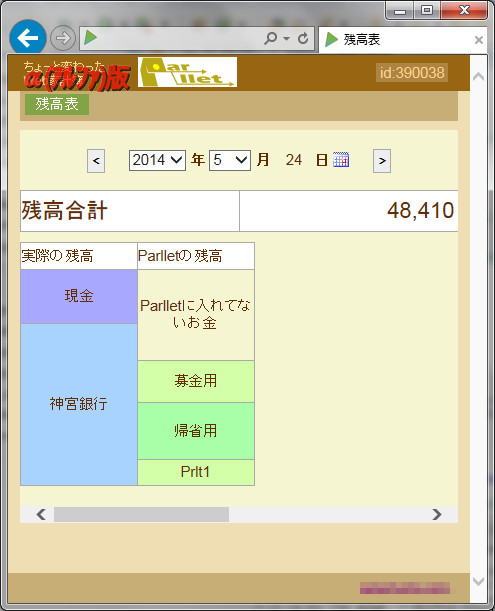 残高表
ちょっと変わった
α(アルファ)版
Parllet
id:390038
残高表
< 2014 年 5 月 24 日 >
残高合計 48,410
実際の残高 Parlletの残高
現金
Parlletに入れてな
いお金
募金用
神宮銀行
帰省用
Prlt1